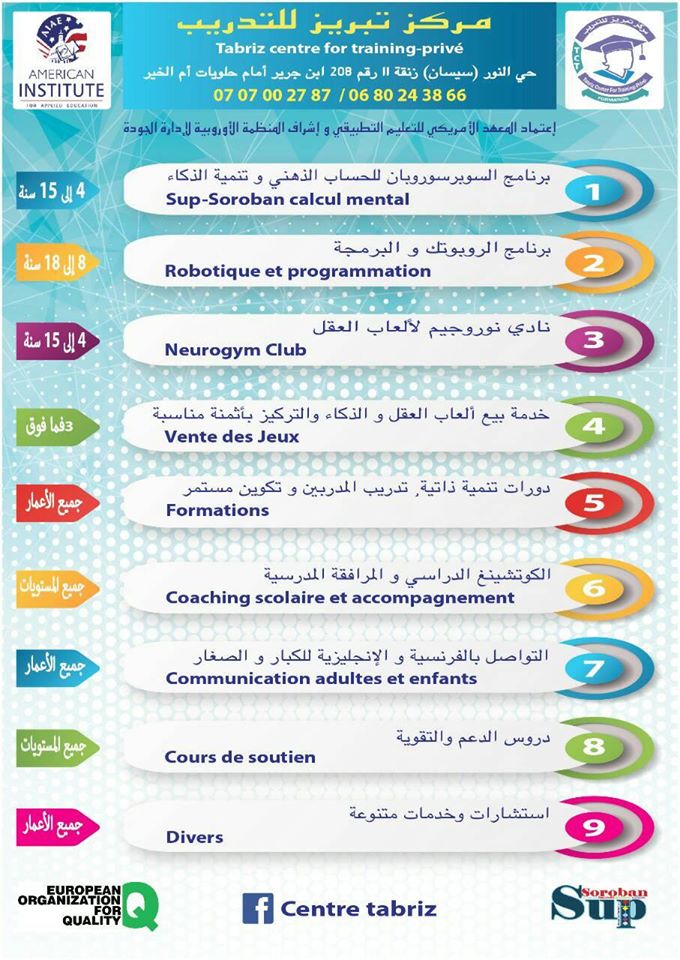 AIAE
AMERICAN
INSTITUTE
FOR APPLIED EDUCATION
مركز تبريز للتدريب
Tabriz centre for training-privé
حي النور (سيسان) زنقة 11 رقم 208 ابن جرير أمام حلويات أم الخير
07 07 00 27 87 / 06 80 24 38 66
مركز تبريز للتدريب
TCT
Tabriz Center For Training-Privé
FORMATION
إعتماد المعهد الأمريكي للتعليم التطبيقي و إشراف المنظمة الأوروبية لإدارة الجودة
1
برنامج السوبرسوروبان للحساب الذهني و تنمية الذكاء
Sup-Soroban calcul mental
4 إلى 15 سنة
2
برنامج الروبوتك و البرمجة
Robotique et programmation
8 إلى 18 سنة
3
نادي نوروجيم لألعاب العقل
Neurogym Club
4 إلى 15 سنة
4
خدمة بيع ألعاب العقل و الذكاء والتركيز بأثمنة مناسبة
Vente des Jeux
3فما فوق
5
دورات تنمية ذاتية, تدريب المدربين و تكوين مستمر
Formations
جميع الأعمار
6
الكوتشينغ الدراسي و المرافقة المدرسية
Coaching scolaire et accompagnement
جميع المستويات
7
التواصل بالفرنسية و الإنجليزية للكبار و الصغار
Communication adultes et enfants
جميع الأعمار
8
دروس الدعم والتقوية
Cours de soutien
جميع المستويات
9
استشارات وخدمات متنوعة
Divers
جميع الأعمار
EUROPEAN
ORGANIZATION
FOR
QUALITY
Q
f Centre tabriz
Soroban
Sup